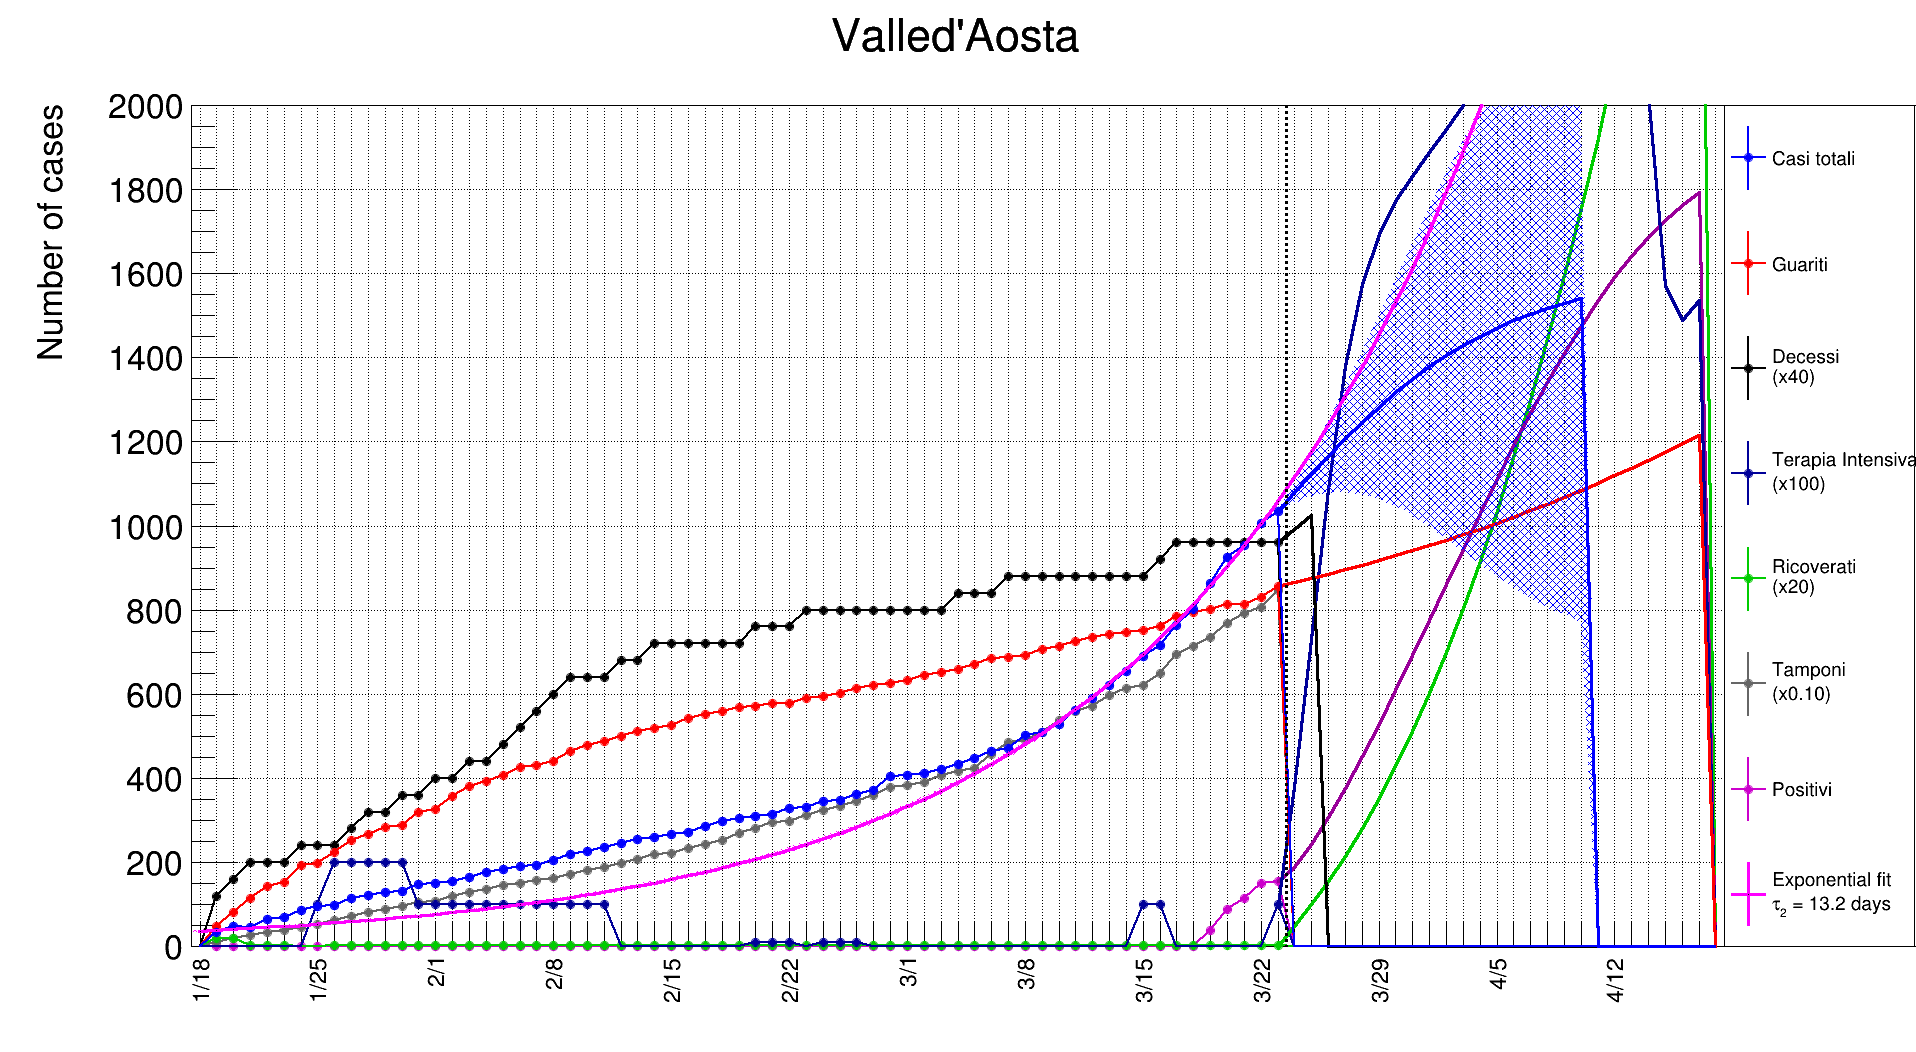 Valled'Aosta
Number of cases
2000
1800
1600
1400
1200
1000
800
600
400
200
0
1/18
1/25
2/1
2/8
2/15
2/22
3/1
3/8
3/15
3/22
3/29
4/5
4/12
Casi totali
Guariti
Decessi
(x40)
Terapia Intensiva
(x100)
Ricoverati
(x20)
Tamponi
(x0.10)
Positivi
Exponential fit
τ2 = 13.2 days